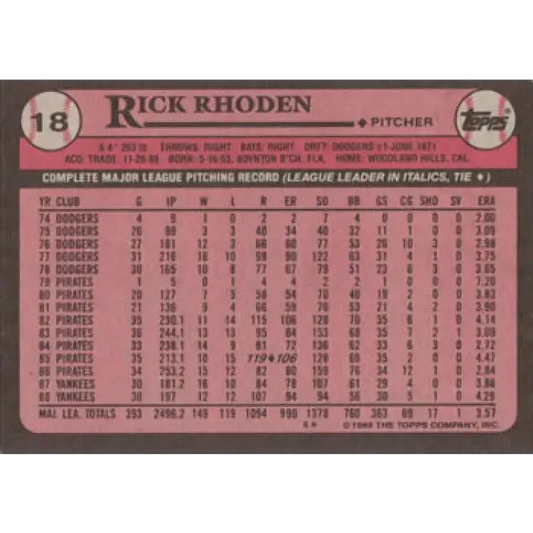 18
RICK RHODEN
PITCHER
Topps
6'4" 203 lb THROWS: RIGHT BATS: RIGHT DRFT: DODGERS #1-JUNE, 1971
ACQ: TRADE, 11-26-86 BORN: 5-16-53, BOYNTON B'CH, FLA. HOME: WOODLAND HILLS, CAL.
COMPLETE MAJOR LEAGUE PITCHING RECORD (LEAGUE LEADER IN ITALICS, TIE ♦)
YR CLUB G IP W L R ER SO BB GS CG SHO SV ERA
74 DODGERS 4 9 1 0 2 2 7 4 0 0 0 0 2.00
75 DODGERS 26 99 3 3 40 34 40 32 11 1 0 0 3.09
76 DODGERS 27 181 12 3 66 60 77 53 26 10 3 0 2.98
77 DODGERS 31 216 16 10 98 90 122 63 31 4 1 0 3.75
78 DODGERS 30 165 10 8 77 67 79 51 23 6 3 0 3.65
79 PIRATES 1 5 0 1 4 4 2 2 1 0 0 0 7.20
80 PIRATES 20 127 7 5 58 54 70 40 19 2 0 0 3.83
81 PIRATES 21 136 9 4 66 59 76 53 21 4 2 0 3.90
82 PIRATES 35 230.1 11 14 115 106 128 70 35 6 1 0 4.14
83 PIRATES 36 244.1 13 13 95 84 153 68 35 7 2 1 3.09
84 PIRATES 33 238.1 14 9 81 72 136 62 33 6 3 0 2.72
85 PIRATES 35 213.1 10 15 119♦106 128 69 35 2 0 0 4.47
86 PIRATES 34 253.2 15 12 82 80 159 76 34 12 1 0 2.84
87 YANKEES 30 181.2 16 10 84 78 107 61 29 4 0 0 3.86
88 YANKEES 30 197 12 12 107 94 94 56 30 5 1 0 4.29
MAJ. LEA. TOTALS 393 2496.2 149 119 1094 990 1378 760 363 69 17 1 3.57
© 1989 THE TOPPS COMPANY, INC.